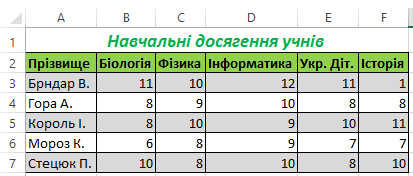 A B C D E F
1 Навчальні досягення учнів
2 Прізвище Біологія Фізика Інформатика Укр. Діт. Історія
3 Брндар В. 11 10 12 11 1
4 Гора А. 8 9 10 8 8
5 Король І. 8 10 9 10 11
6 Мороз К. 6 8 9 7 7
7 Стецюк П. 10 8 10 8 10